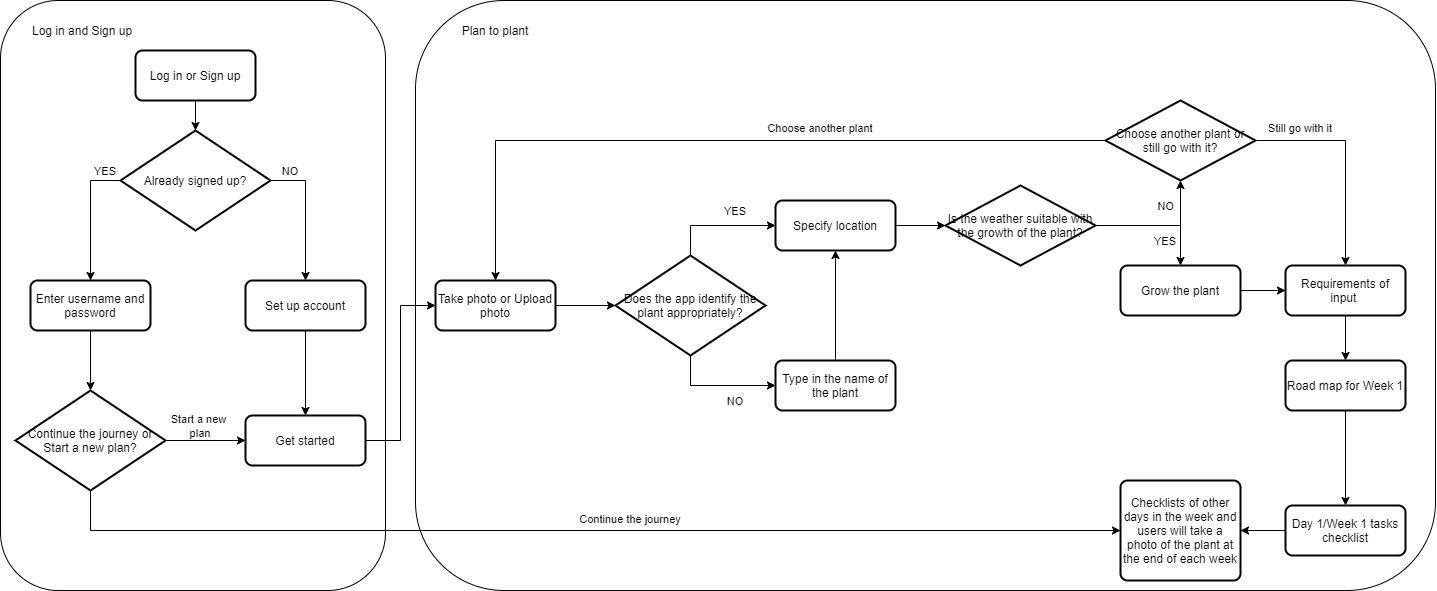 Log in and Sign up
Log in or Sign up
Already signed up?
YES
NO
Enter username and
password
Set up account
Continue the journey or
Start a new plan?
Start a new
plan
Get started
Continue the journey
Plan to plant
Take photo or Upload
photo
Does the app identify the
plant appropriately?
YES
NO
Specify location
Type in the name of
the plant
Is the weather suitable with
the growth of the plant?
NO
YES
Choose another plant or
still go with it?
Choose another plant
Still go with it
Grow the plant
Requirements of
input
Road map for Week 1
Day 1/Week 1 tasks
checklist
Checklists of other
days in the week and
users will take a
photo of the plant at
the end of each week